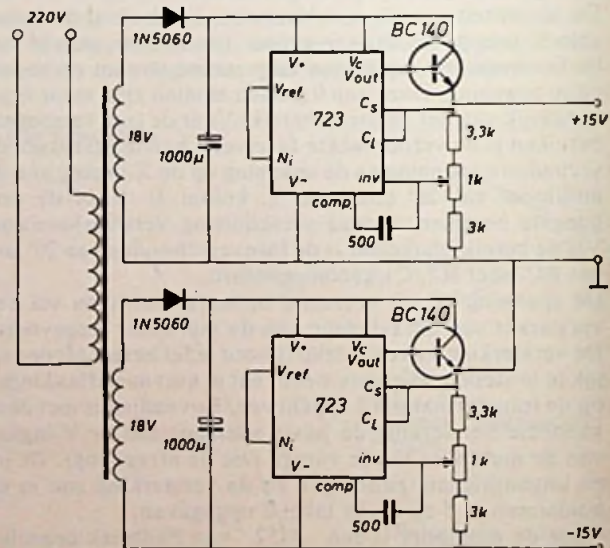 220V
1N5060
18V
1000µ
V+
Vc
Vout
Vref.
723
Cs
CL
Ni
V-
inv
comp.
500
BC140
+15V
3,3k
1k
3k
1N5060
18V
1000µ
V+
Vc
Vout
Vref
723
Cs
CL
Ni
V-
inv
comp
500
BC140
3,3k
1k
3k
-15V